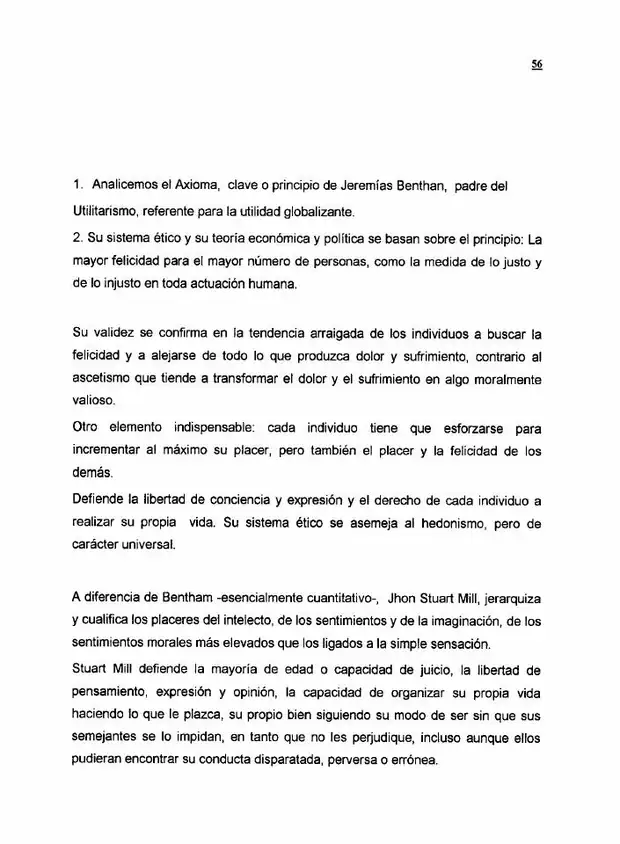 56
1. Analicemos el Axioma, clave o principio de Jeremías Benthan, padre del
Utilitarismo, referente para la utilidad globalizante.
2. Su sistema ético y su teoría económica y política se basan sobre el principio: La
mayor felicidad para el mayor número de personas, como la medida de lo justo y
de lo injusto en toda actuación humana.
Su validez se confirma en la tendencia arraigada de los individuos a buscar la
felicidad y a alejarse de todo lo que produzca dolor y sufrimiento, contrario al
ascetismo que tiende a transformar el dolor y el sufrimiento en algo moralmente
valioso.
Otro elemento indispensable: cada individuo tiene que esforzarse para
incrementar al máximo su placer, pero también el placer y la felicidad de los
demás.
Defiende la libertad de conciencia y expresión y el derecho de cada individuo a
realizar su propia vida. Su sistema ético se asemeja al hedonismo, pero de
carácter universal.
A diferencia de Bentham -esencialmente cuantitativo-, Jhon Stuart Mill, jerarquiza
y cualifica los placeres del intelecto, de los sentimientos y de la imaginación, de los
sentimientos morales más elevados que los ligados a la simple sensación.
Stuart Mill defiende la mayoría de edad o capacidad de juicio, la libertad de
pensamiento, expresión y opinión, la capacidad de organizar su propia vida
haciendo lo que le plazca, su propio bien siguiendo su modo de ser sin que sus
semejantes se lo impidan, en tanto que no les perjudique, incluso aunque ellos
pudieran encontrar su conducta disparatada, perversa o errónea.